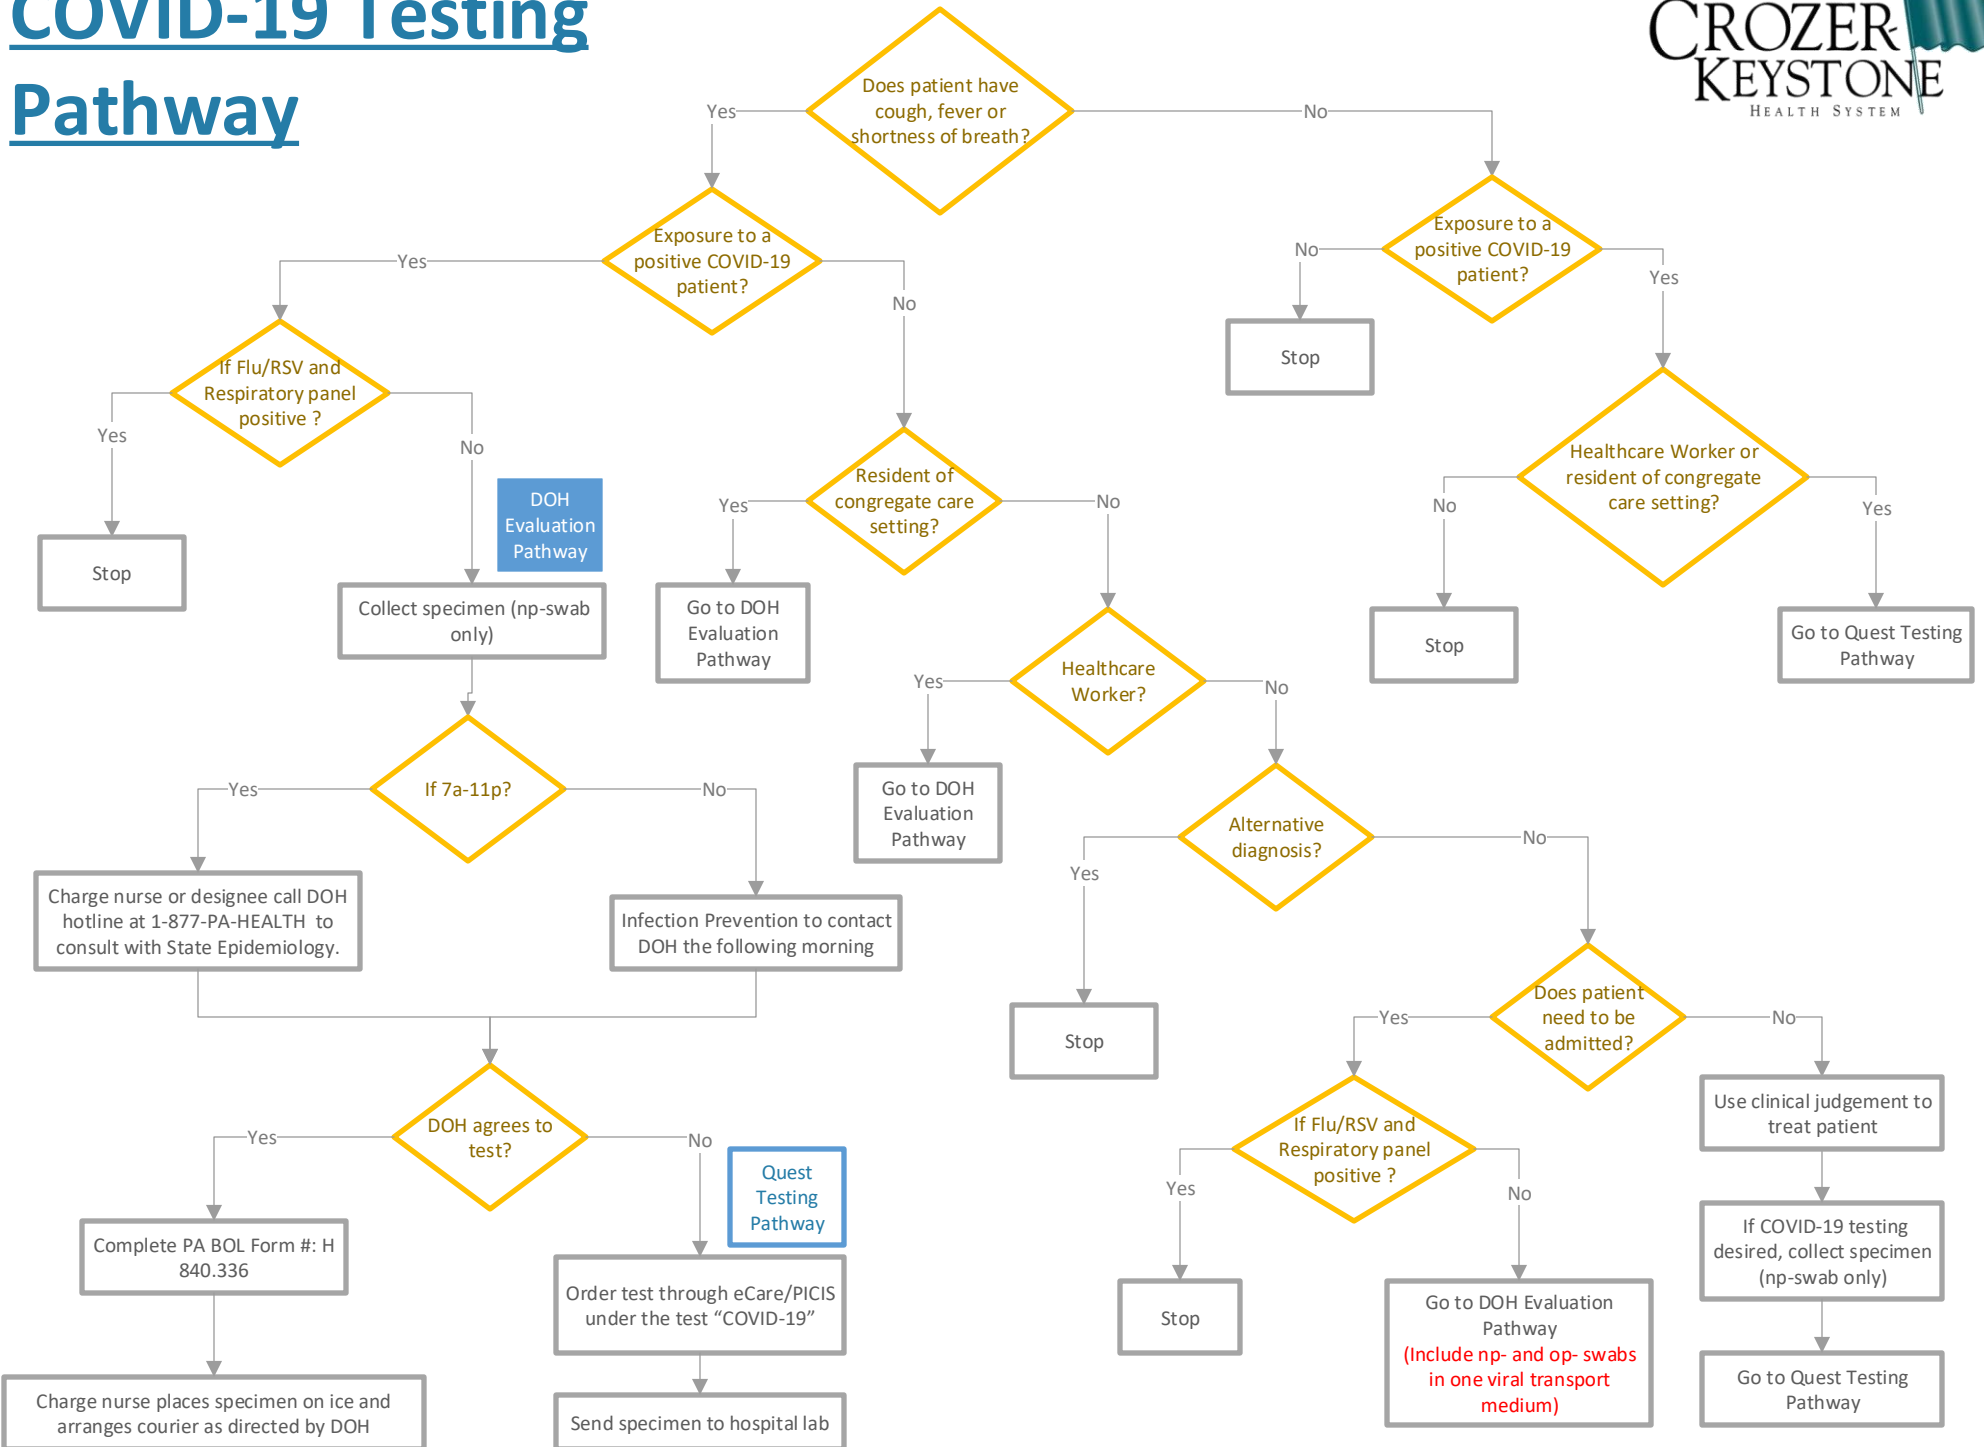 COVID-19 Testing
Pathway
CROZER-
KEYSTONE
HEALTH SYSTEM
Does patient have
cough, fever or
shortness of breath?
Yes
No
Exposure to a
positive COVID-19
patient?
Yes
No
Exposure to a
positive COVID-19
patient?
No
Yes
Stop
If Flu/RSV and
Respiratory panel
positive ?
Yes
No
Stop
DOH
Evaluation
Pathway
Collect specimen (np-swab
only)
Resident of
congregate care
setting?
Yes
No
Go to DOH
Evaluation
Pathway
Healthcare Worker or
resident of congregate
care setting?
No
Yes
Stop
Go to Quest Testing
Pathway
Healthcare
Worker?
Yes
No
Go to DOH
Evaluation
Pathway
If 7a-11p?
Yes
No
Charge nurse or designee call DOH
hotline at 1-877-PA-HEALTH to
consult with State Epidemiology.
Infection Prevention to contact
DOH the following morning
Alternative
diagnosis?
Yes
No
Stop
Does patient
need to be
admitted?
Yes
No
DOH agrees to
test?
Yes
No
Quest
Testing
Pathway
Complete PA BOL Form #: H
840.336
Order test through eCare/PICIS
under the test “COVID-19”
Charge nurse places specimen on ice and
arranges courier as directed by DOH
Send specimen to hospital lab
If Flu/RSV and
Respiratory panel
positive ?
Yes
No
Stop
Go to DOH Evaluation
Pathway
(Include np- and op- swabs
in one viral transport
medium)
Use clinical judgement to
treat patient
If COVID-19 testing
desired, collect specimen
(np-swab only)
Go to Quest Testing
Pathway